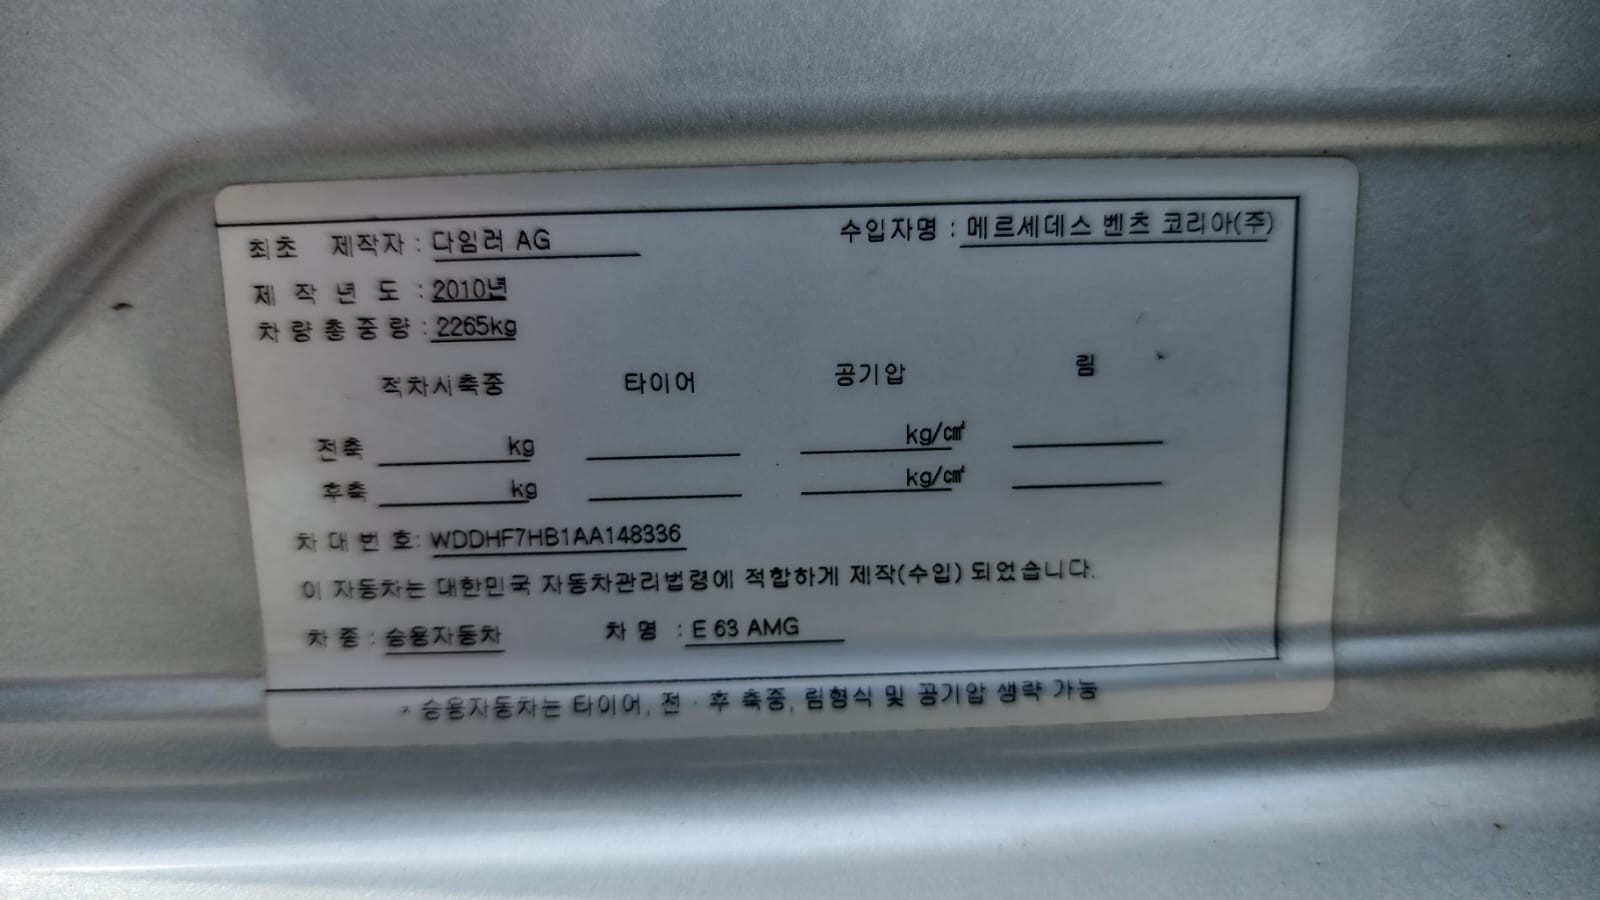 최초 제작자 : 다임러 AG 수입자명 : 메르세데스 벤츠 코리아(주)
제 작 년 도 : 2010년
차 량 총 중 량 : 2265kg
적차시축중 타이어 공기압 림
전축 kg kg/㎠
후축 kg kg/㎠
차 대 번 호: WDDHF7HB1AA148336
이 자동차는 대한민국 자동차관리법령에 적합하게 제작(수입) 되었습니다.
차 종 : 승용자동차 차 명 : E 63 AMG
* 승용자동차는 타이어, 전 · 후 축중, 림형식 및 공기압 생략 가능